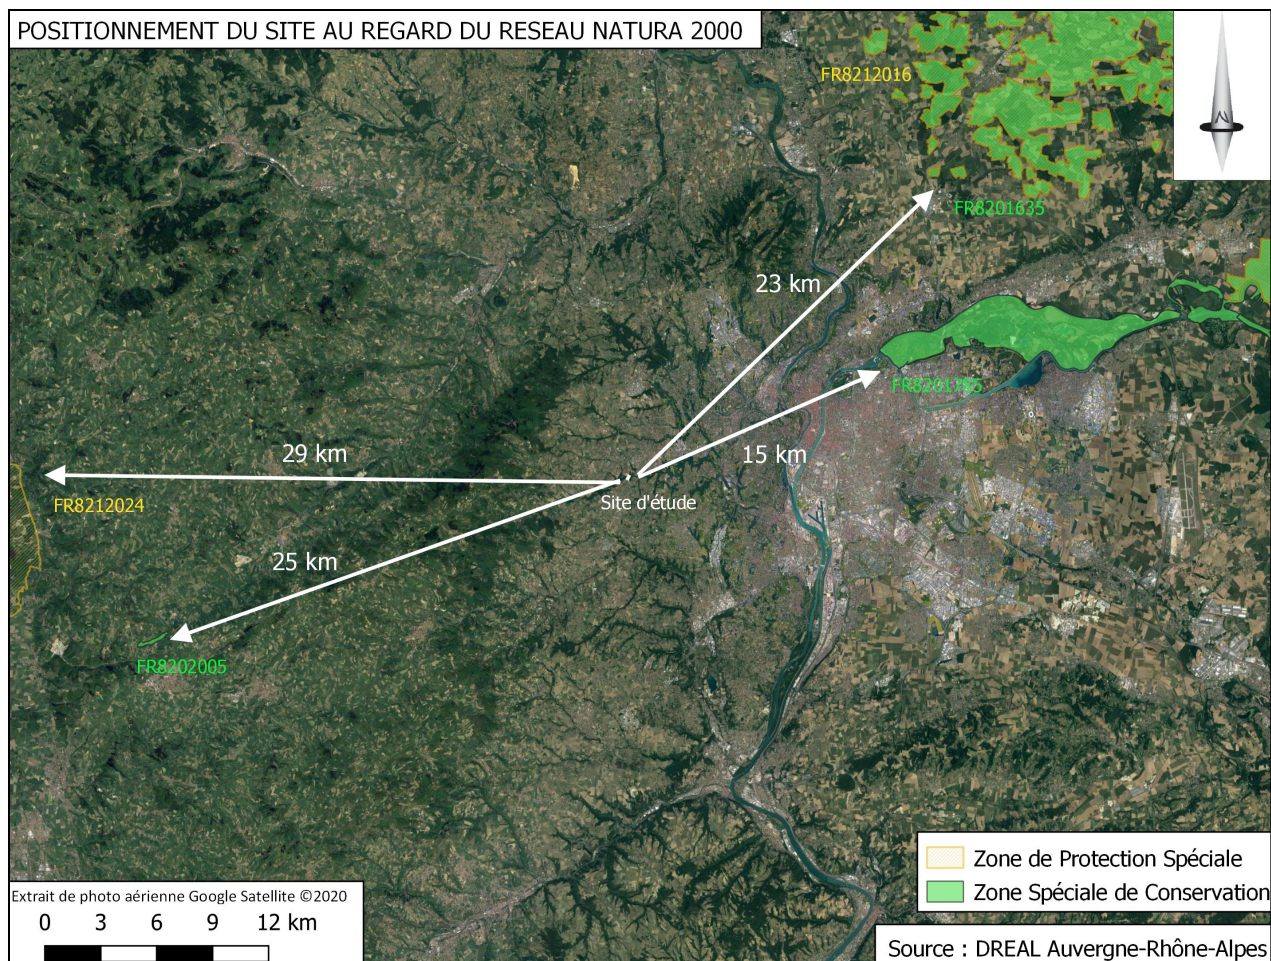 POSITIONNEMENT DU SITE AU REGARD DU RESEAU NATURA 2000
FR8212016
FR8201635
23 km
FR8201785
29 km
15 km
Site d'étude
FR8212024
25 km
FR8202005
Zone de Protection Spéciale
Zone Spéciale de Conservation
Extrait de photo aérienne Google Satellite ©2020
0 3 6 9 12 km
Source : DREAL Auvergne-Rhône-Alpes